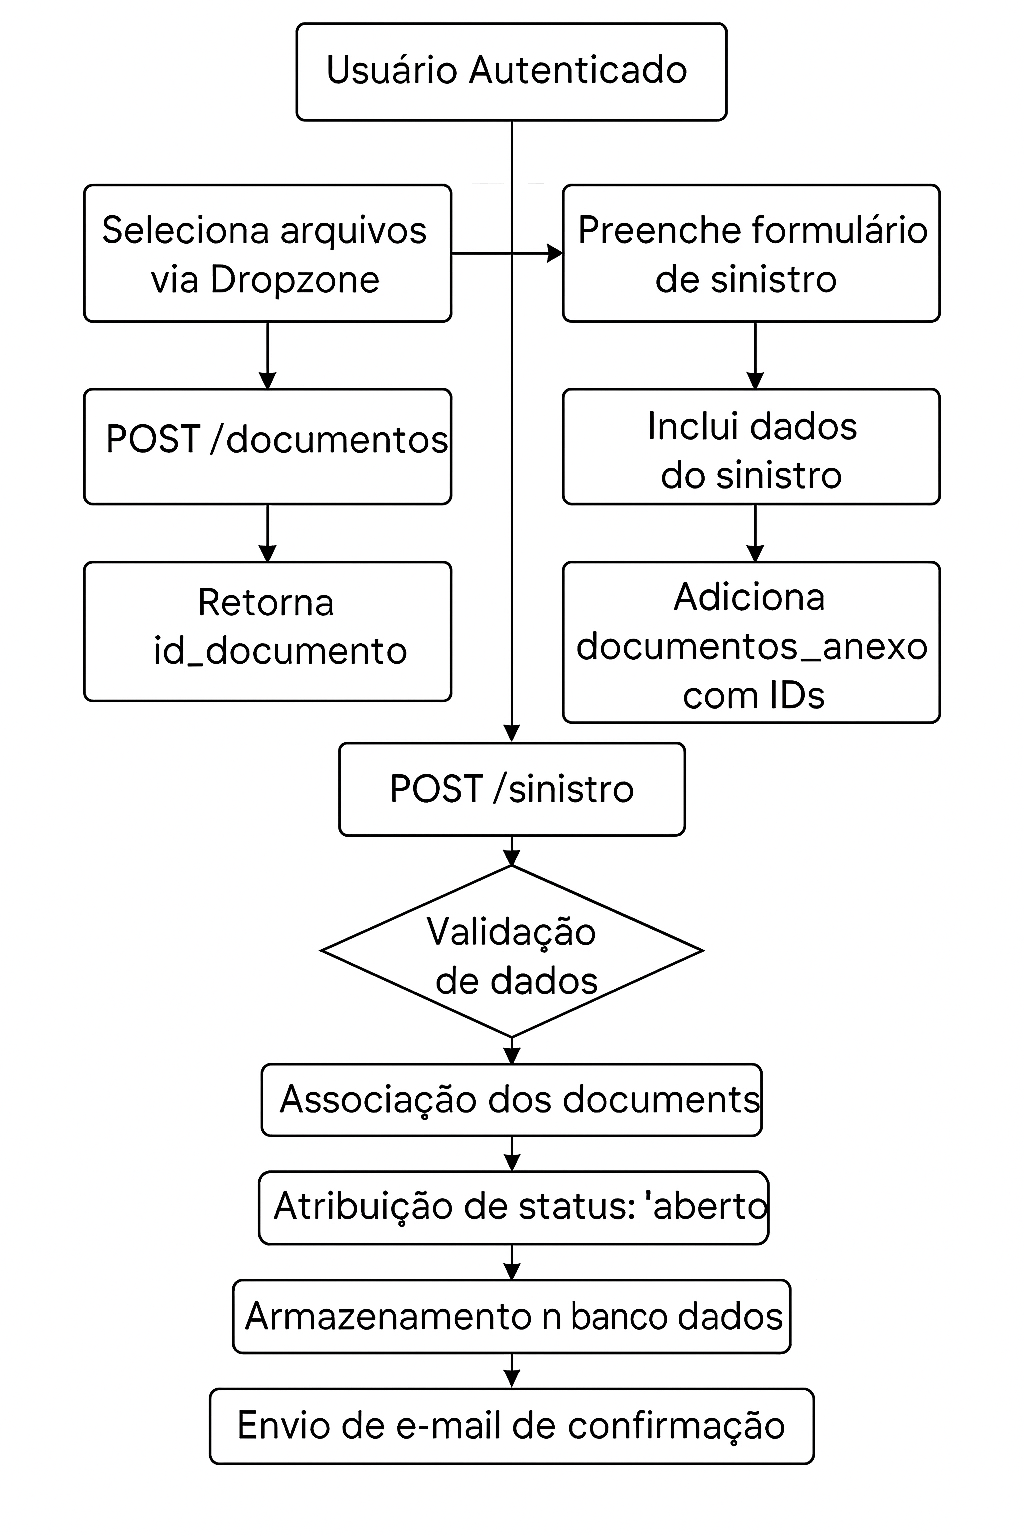 Usuário Autenticado
Seleciona arquivos
via Dropzone
Preenche formulário
de sinistro
POST /documentos
Inclui dados
do sinistro
Retorna
id_documento
Adiciona
documentos_anexo
com IDs
POST /sinistro
Validação
de dados
Associação dos documents
Atribuição de status: 'aberto
Armazenamento n banco dados
Envio de e-mail de confirmação